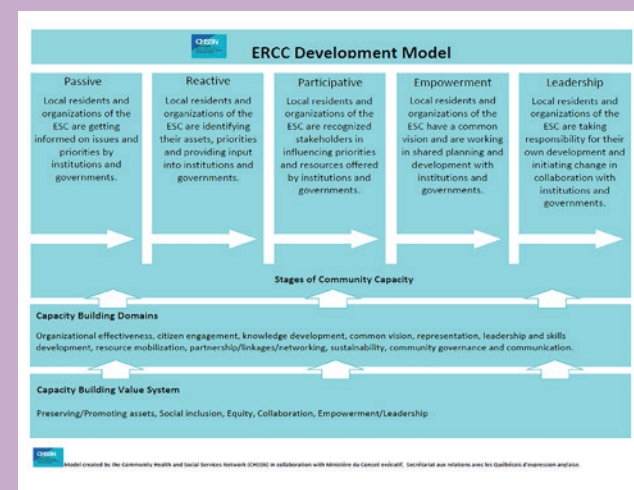 CHSSN
ERCC Development Model
Passive
Local residents and
organizations of the
ESC are getting
informed on issues and
priorities by
institutions and
governments.
Reactive
Local residents and
organizations of the
ESC are identifying
their assets, priorities
and providing input
into institutions and
governments.
Participative
Local residents and
organizations of the
ESC are recognized
stakeholders in
influencing priorities
and resources offered
by institutions and
governments.
Empowerment
Local residents and
organizations of the
ESC have a common
vision and are working
in shared planning and
development with
institutions and
governments.
Leadership
Local residents and
organizations of the
ESC are taking
responsibility for their
own development and
initiating change in
collaboration with
institutions and
governments.
Stages of Community Capacity
Capacity Building Domains
Organizational effectiveness, citizen engagement, knowledge development, common vision, representation, leadership and skills
development, resource mobilization, partnership/linkages/networking, sustainability, community governance and communication.
Capacity Building Value System
Preserving/Promoting assets, Social inclusion, Equity, Collaboration, Empowerment/Leadership
CHSSN
Model created by the Community Health and Social Services Network (CHSSN) in collaboration with Ministère du Conseil exécutif, Secrétariat aux relations avec les Québécois d'expression anglaise.